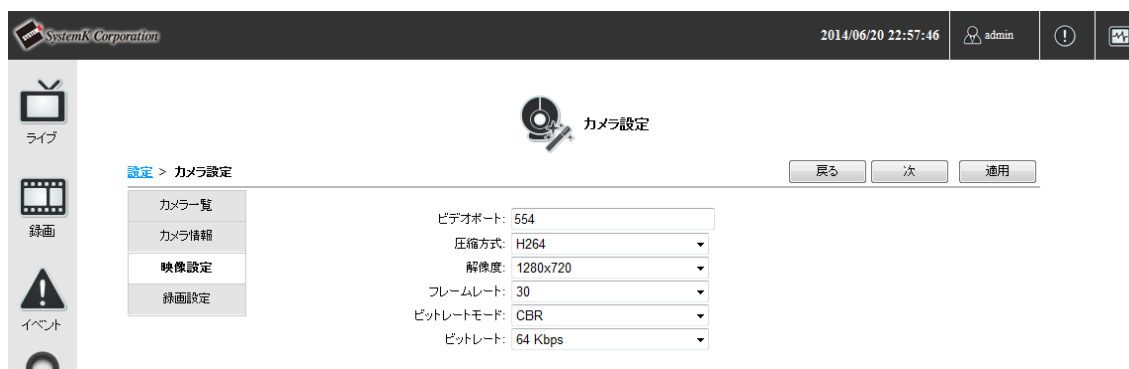 SystemK Corporation
2014/06/20 22:57:46
admin
ライブ
録画
イベント
カメラ設定
設定 > カメラ設定
戻る
次
適用
カメラ一覧
カメラ情報
映像設定
録画設定
ビデオポート: 554
圧縮方式: H264
解像度: 1280x720
フレームレート: 30
ビットレートモード: CBR
ビットレート: 64 Kbps